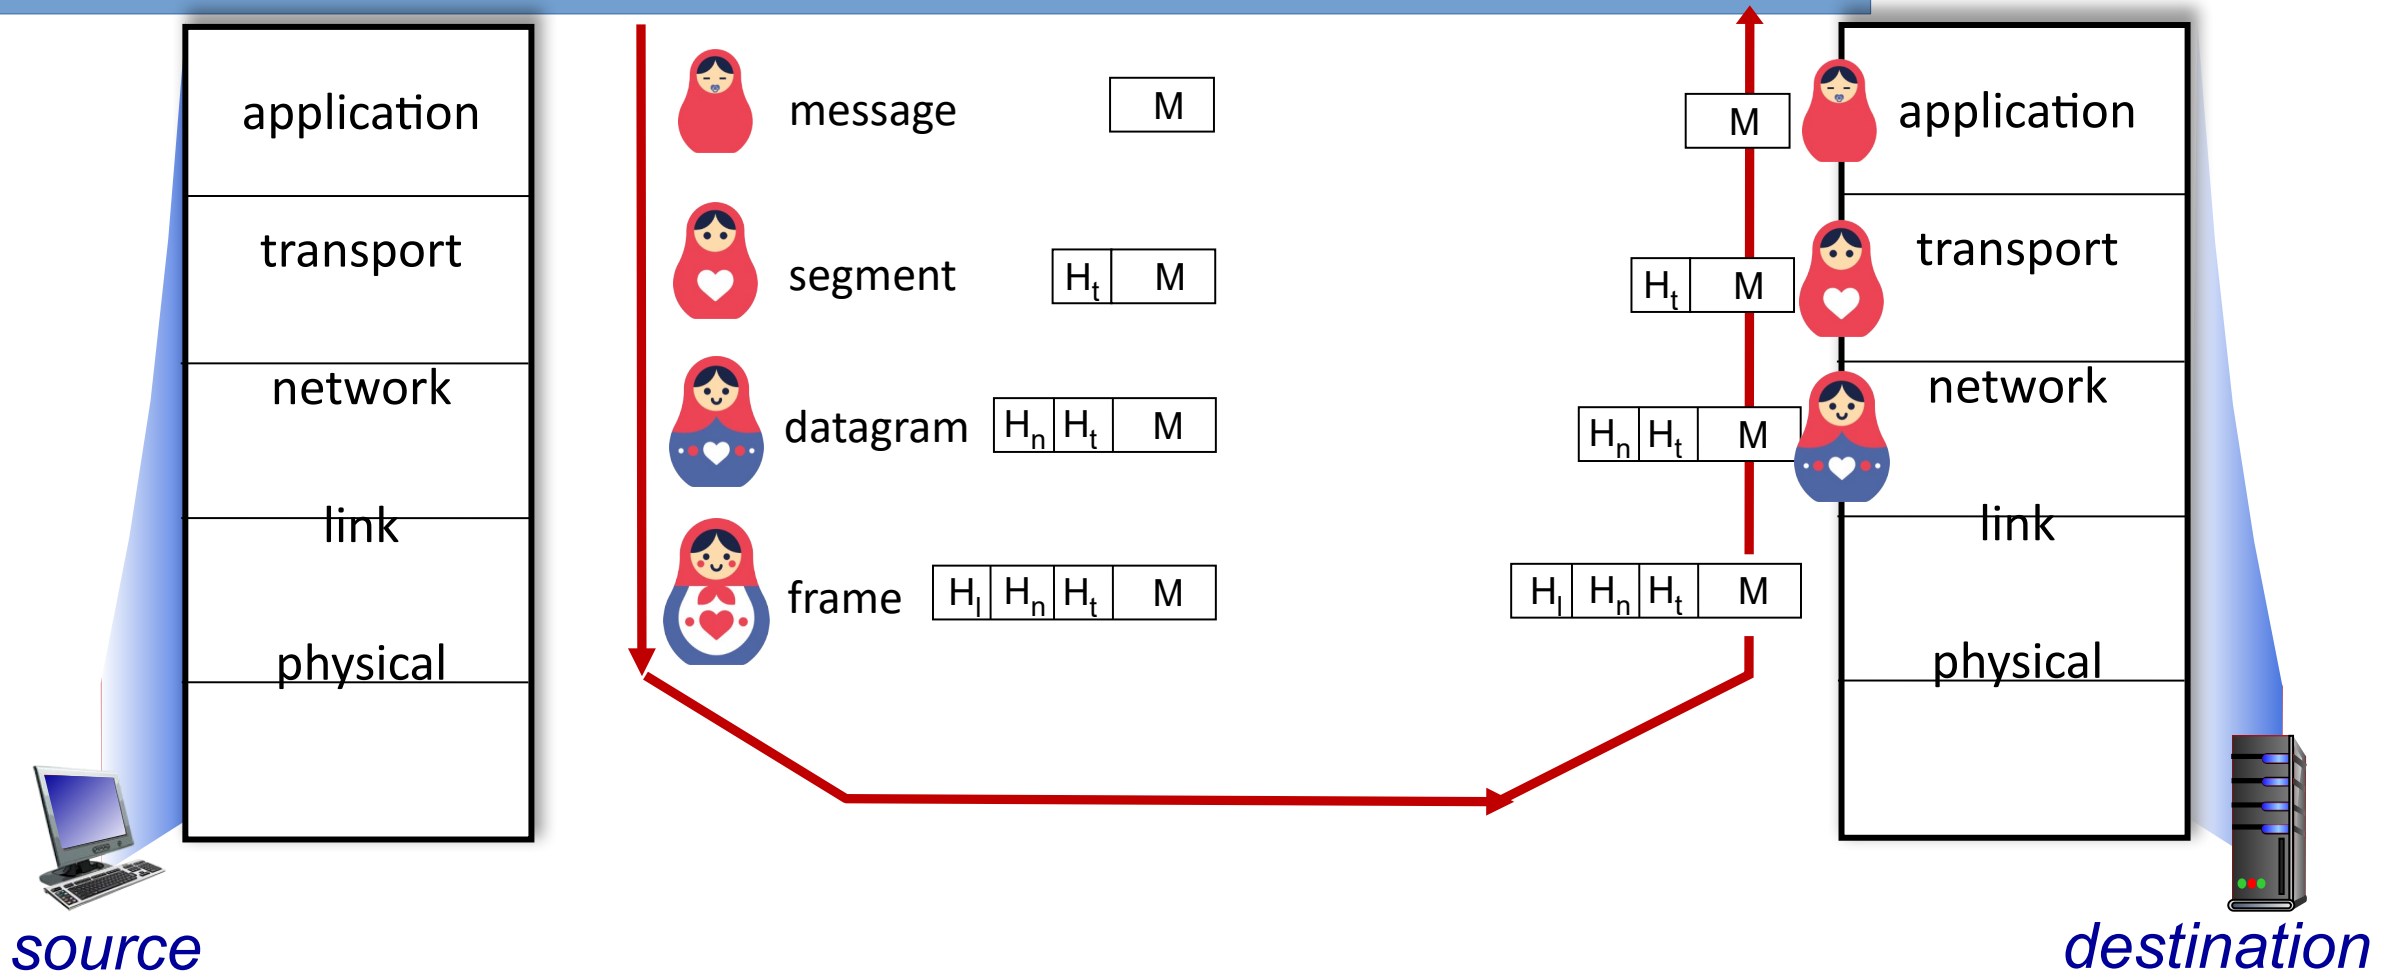 application
transport
network
link
physical
source
message M
segment Ht M
datagram Hn Ht M
frame Hl Hn Ht M
M
Ht M
Hn Ht M
Hl Hn Ht M
application
transport
network
link
physical
destination